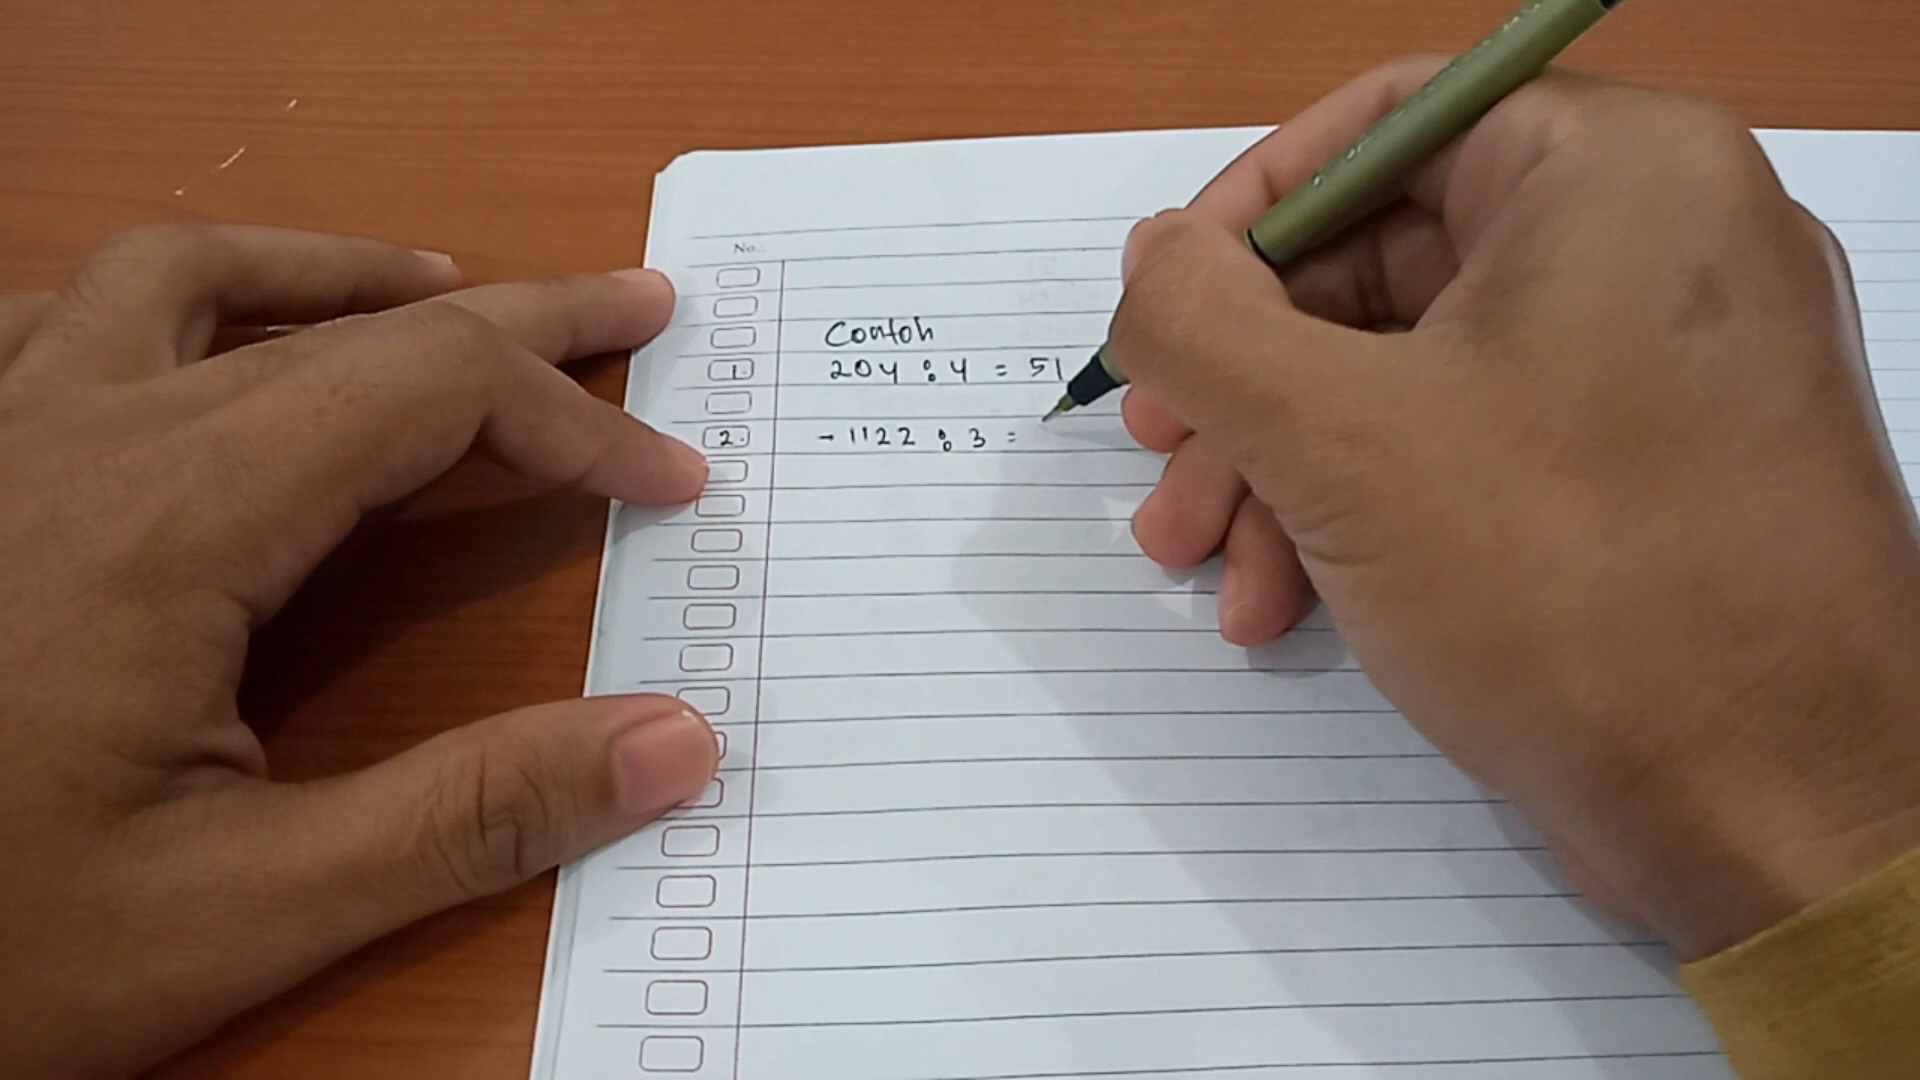 No.:
Contoh
1. 204 : 4 = 51
2. -1122 : 3 =